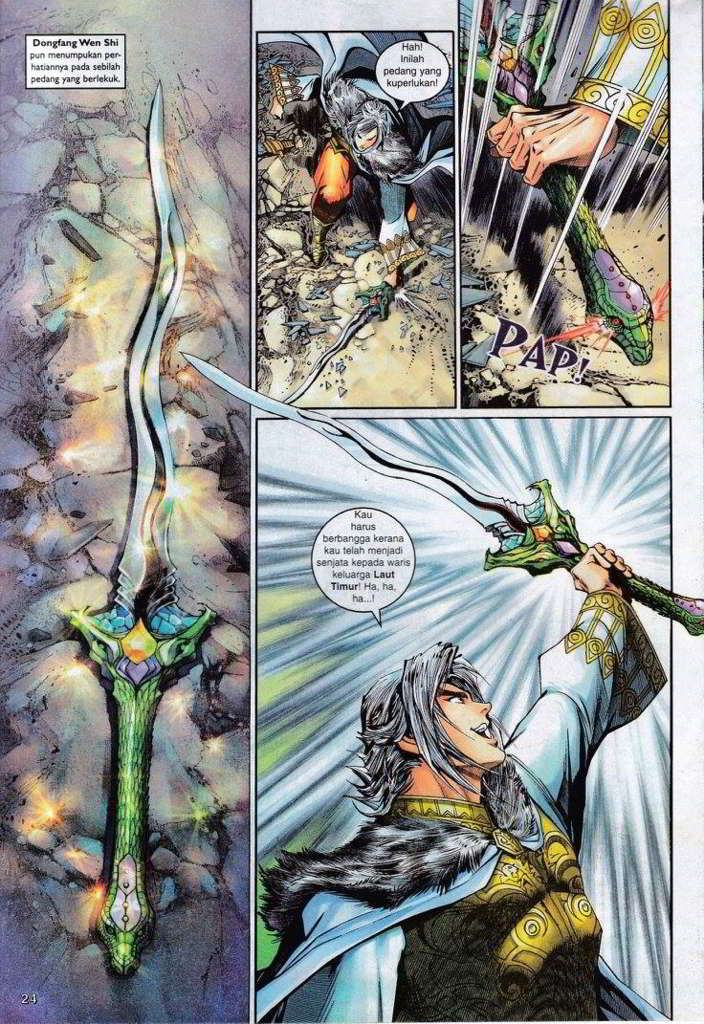 Dongfang Wen Shi
pun menumpukan per-
hatiannya pada sebilah
pedang yang berlekuk.
Hah!
Inilah
pedang yang
kuperlukan!
PAP!
Kau
harus
berbangga kerana
kau telah menjadi
senjata kepada waris
keluarga Laut
Timur! Ha, ha,
ha...!
24